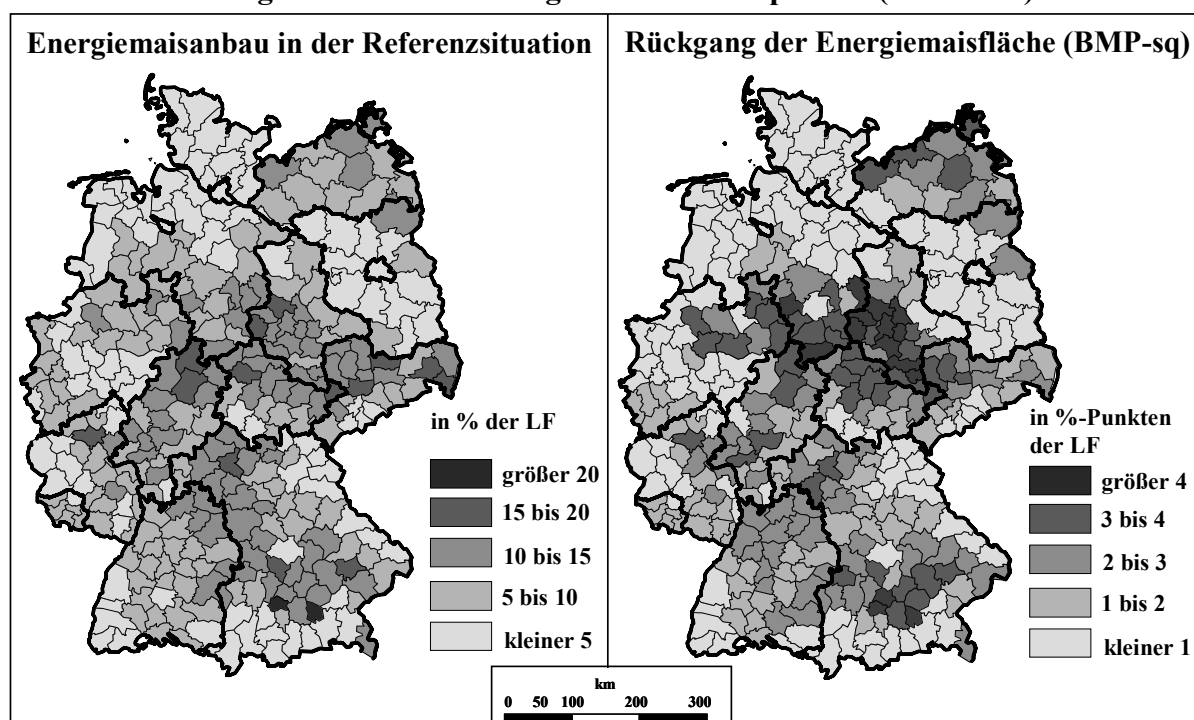 Energiemaisanbau in der Referenzsituation
Rückgang der Energiemaisfläche (BMP-sq)
in % der LF
größer 20
15 bis 20
10 bis 15
5 bis 10
kleiner 5
in %-Punkten
der LF
größer 4
3 bis 4
2 bis 3
1 bis 2
kleiner 1
km
0 50 100 200 300